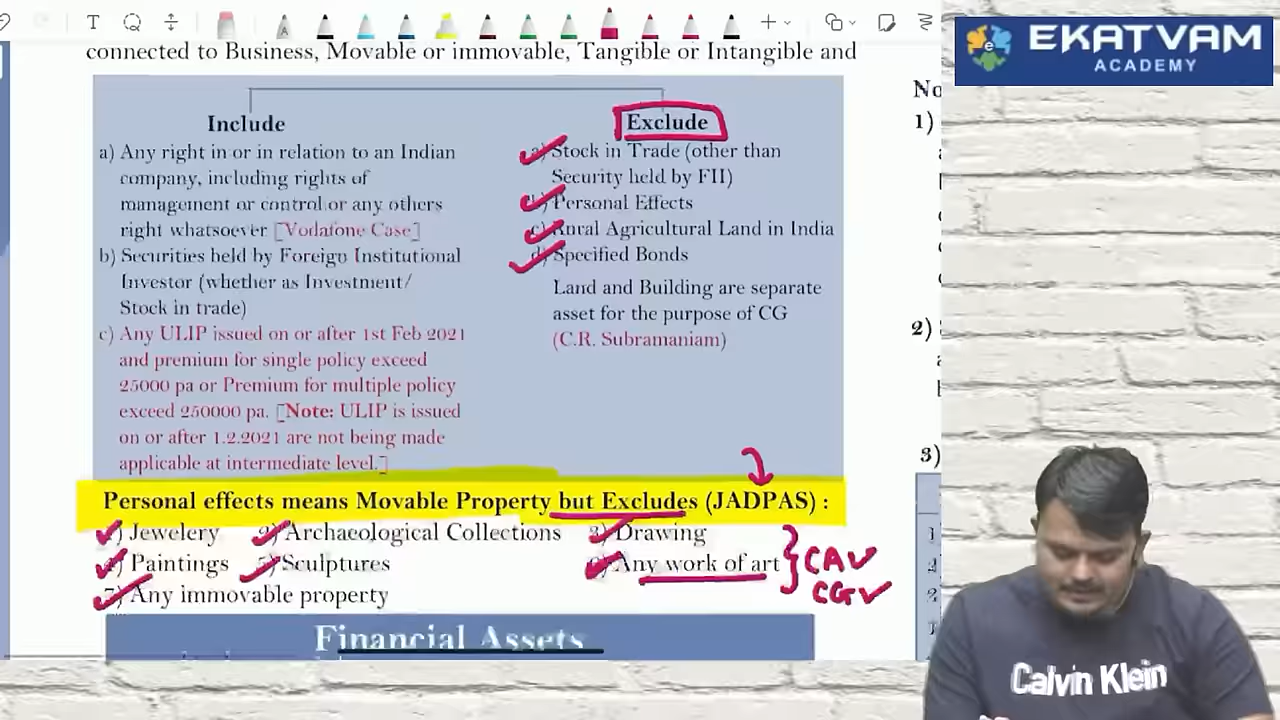 EKATVAM
ACADEMY
connected to Business, Movable or immovable, Tangible or Intangible and
Include
a) Any right in or in relation to an Indian
company, including rights of
management or control or any others
right whatsoever [Vodafone Case]
b) Securities held by Foreign Institutional
Investor (whether as Investment/
Stock in trade)
c) Any ULIP issued on or after 1st Feb 2021
and premium for single policy exceed
25000 pa or Premium for multiple policy
exceed 250000 pa. [Note: ULIP is issued
on or after 1.2.2021 are not being made
applicable at intermediate level.]
Exclude
a) Stock in Trade (other than
Security held by FII)
b) Personal Effects
c) Rural Agricultural Land in India
d) Specified Bonds
Land and Building are separate
asset for the purpose of CG
(C.R. Subramaniam)
Personal effects means Movable Property but Excludes (JADPAS) :
1) Jewelery 2) Archaeological Collections 3) Drawing
4) Paintings 5) Sculptures 6) Any work of art
7) Any immovable property
CAV
CGV
Financial Assets
No
1)
2)
3)
Calvin Klein